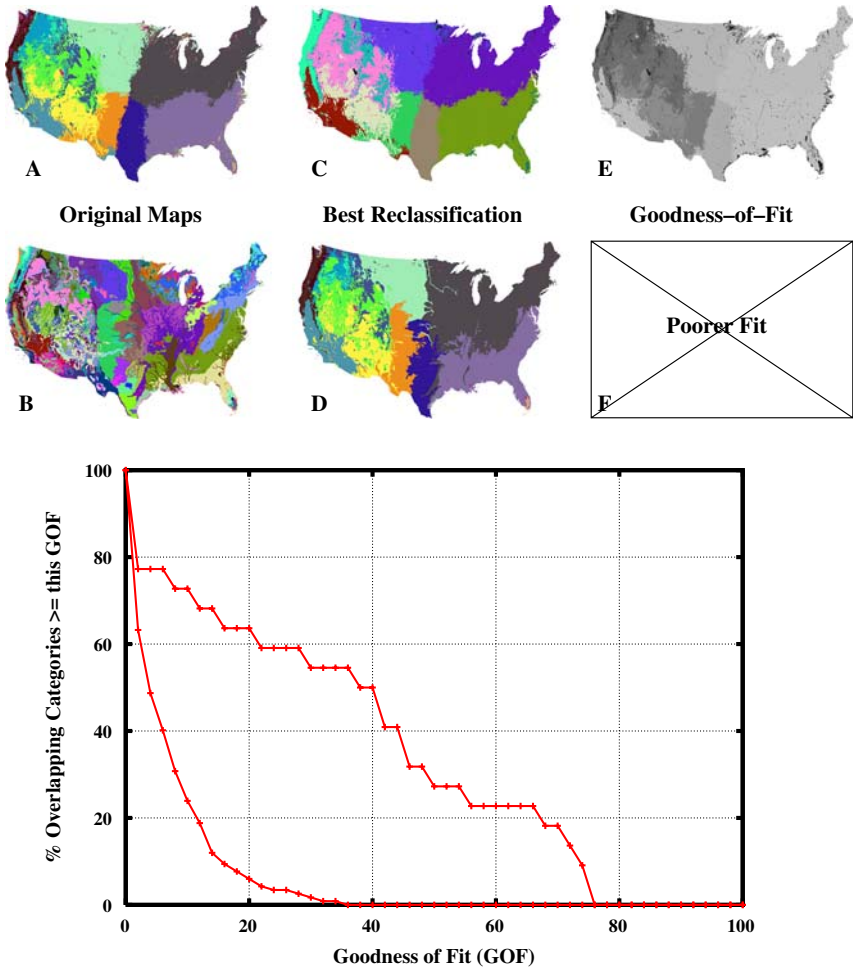 A
C
E
Original Maps
Best Reclassification
Goodness-of-Fit
B
D
F
Poorer Fit
% Overlapping Categories >= this GOF
100
80
60
40
20
0
0
20
40
60
80
100
Goodness of Fit (GOF)